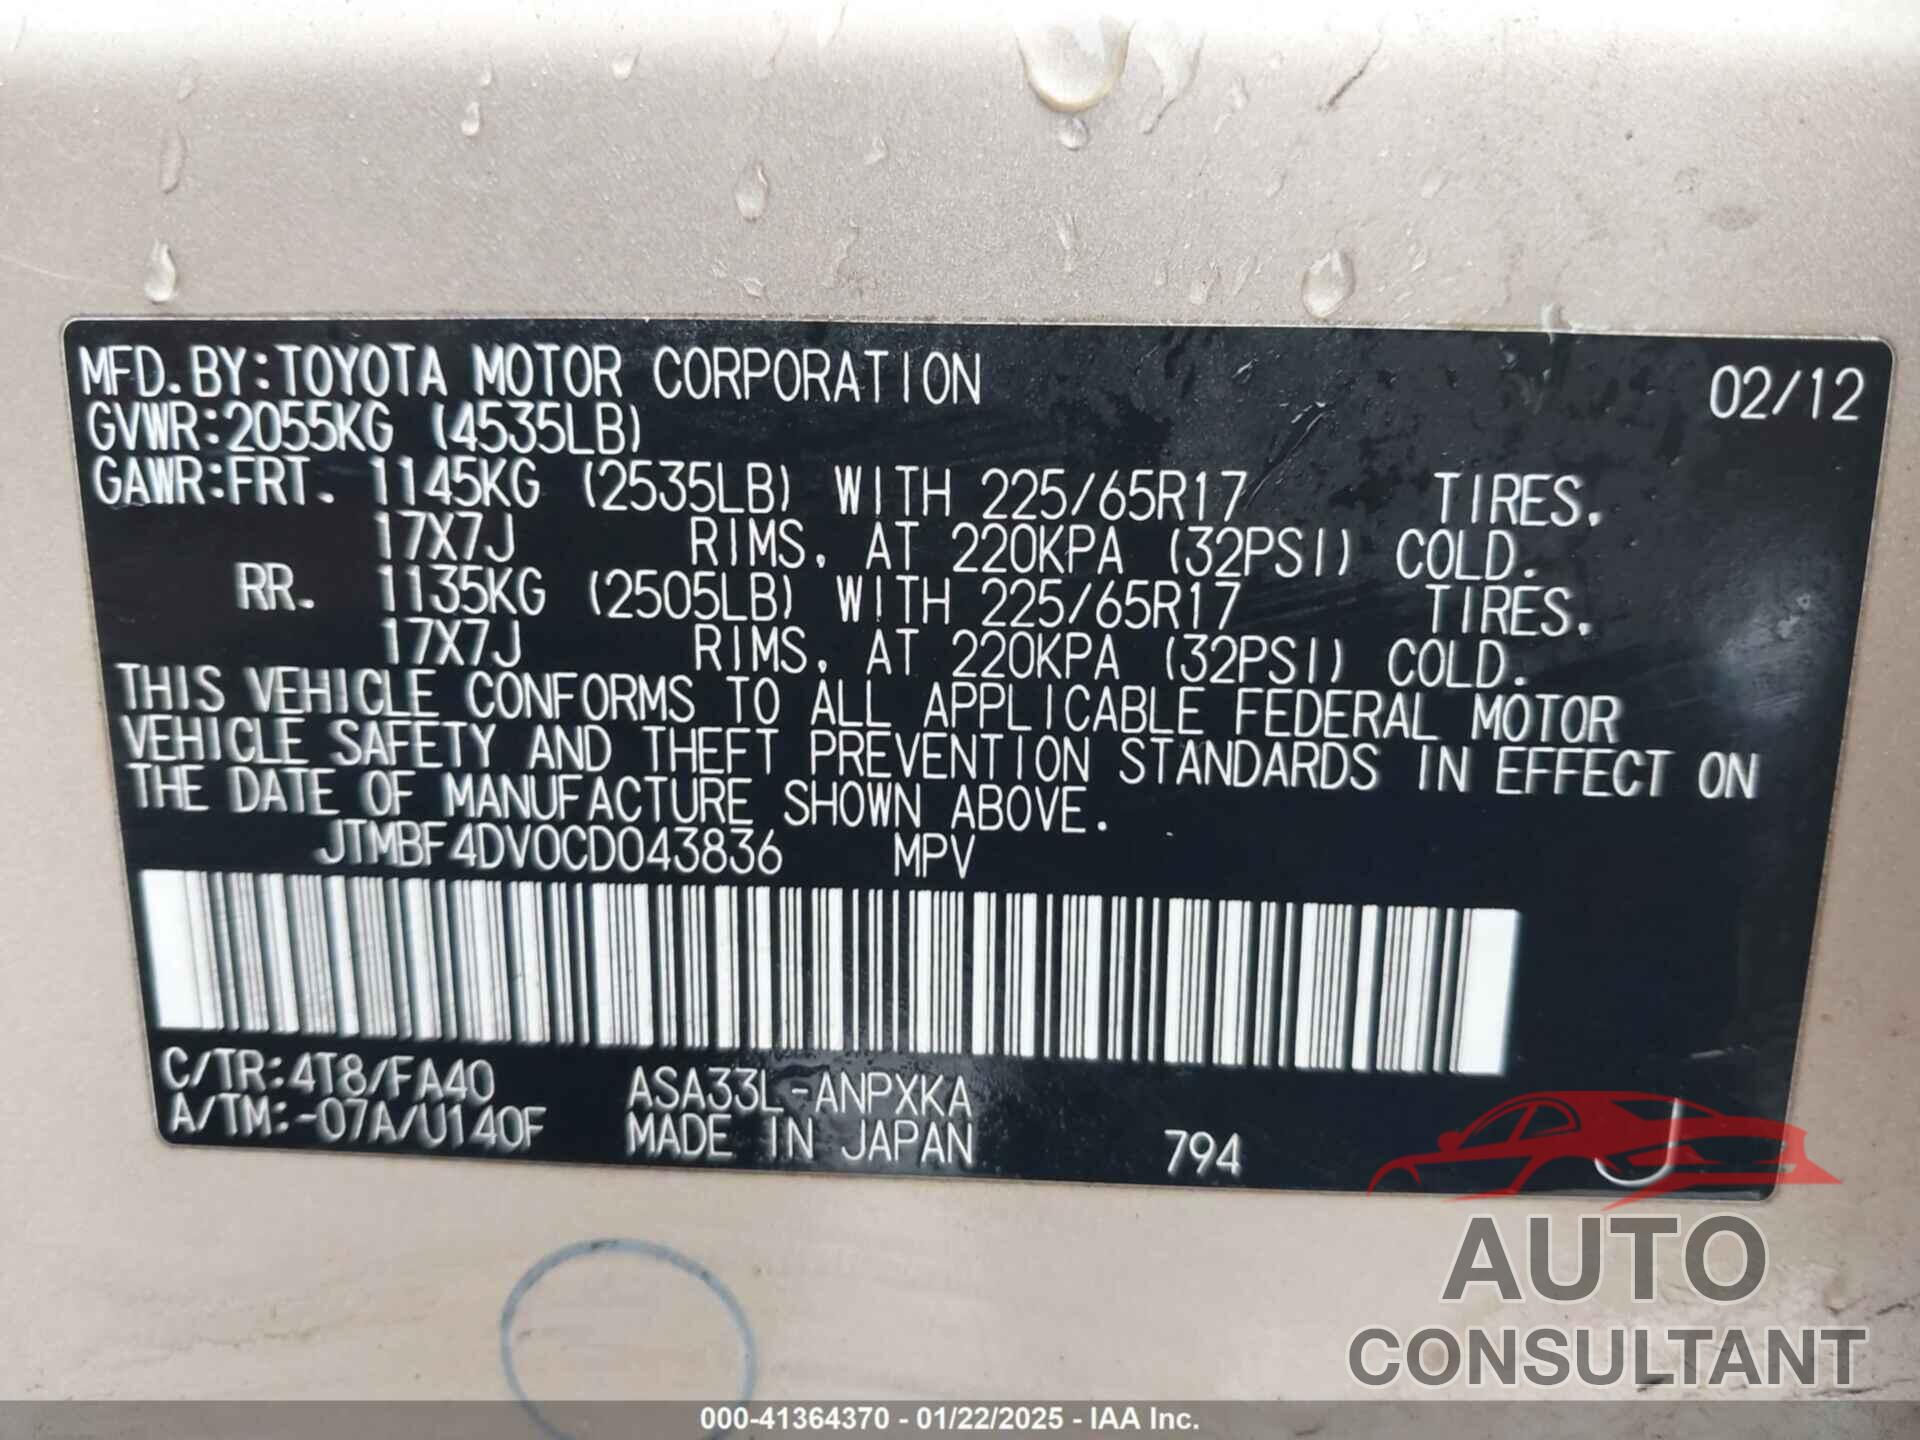 MFD.BY:TOYOTA MOTOR CORPORATION 02/12
GVWR:2055KG (4535LB)
GAWR:FRT. 1145KG (2535LB) WITH 225/65R17 TIRES,
17X7J RIMS, AT 220KPA (32PSI) COLD.
RR. 1135KG (2505LB) WITH 225/65R17 TIRES,
17X7J RIMS, AT 220KPA (32PSI) COLD.
THIS VEHICLE CONFORMS TO ALL APPLICABLE FEDERAL MOTOR
VEHICLE SAFETY AND THEFT PREVENTION STANDARDS IN EFFECT ON
THE DATE OF MANUFACTURE SHOWN ABOVE.
JTMBF4DV0CD043836 MPV
C/TR:4T8/FA40 ASA33L-ANPXKA
A/TM:-07A/U140F MADE IN JAPAN 794 J
AUTO
CONSULTANT
000-41364370 - 01/22/2025 - IAA Inc.